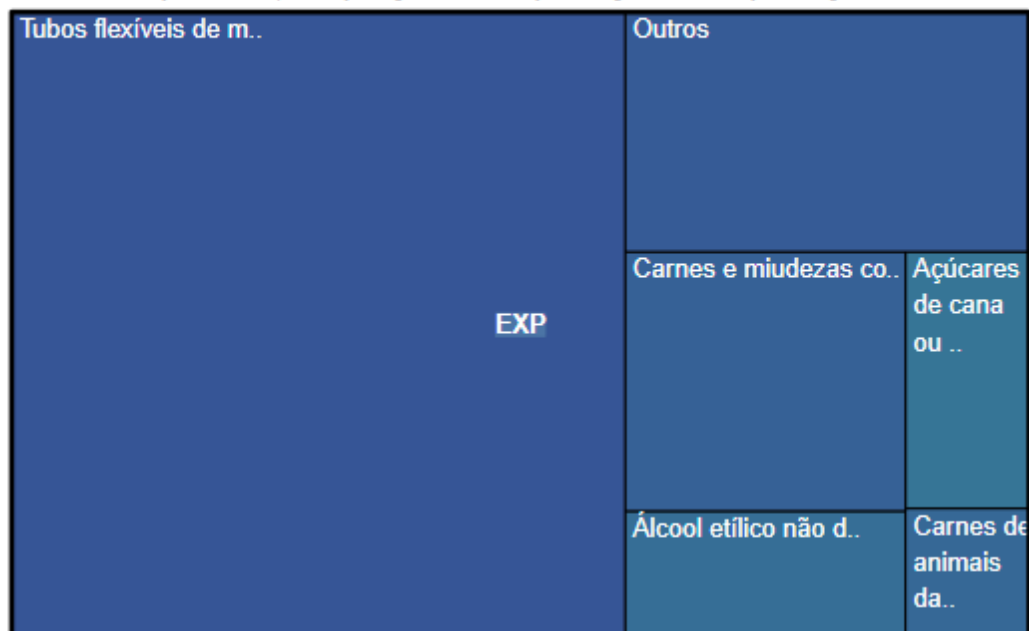 Tubos flexíveis de m..
Outros
EXP
Carnes e miudezas co..
Açúcares
de cana
ou ..
Álcool etílico não d..
Carnes de
animais
da..